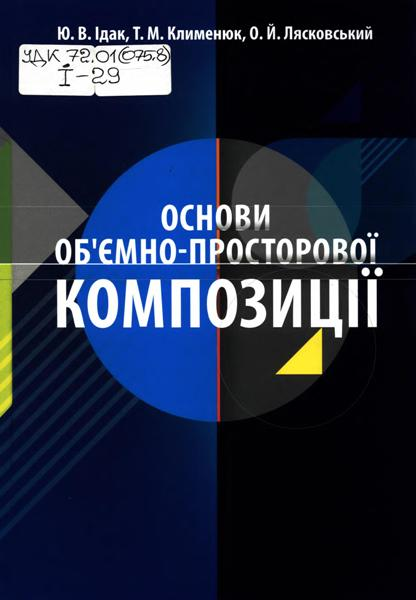 Ю. В. Ідак, Т. М. Клименюк, О. Й. Лясковський
УДК 72.01(075.8)
І-29
ОСНОВИ
ОБ'ЄМНО-ПРОСТОРОВОЇ
КОМПОЗИЦІЇ